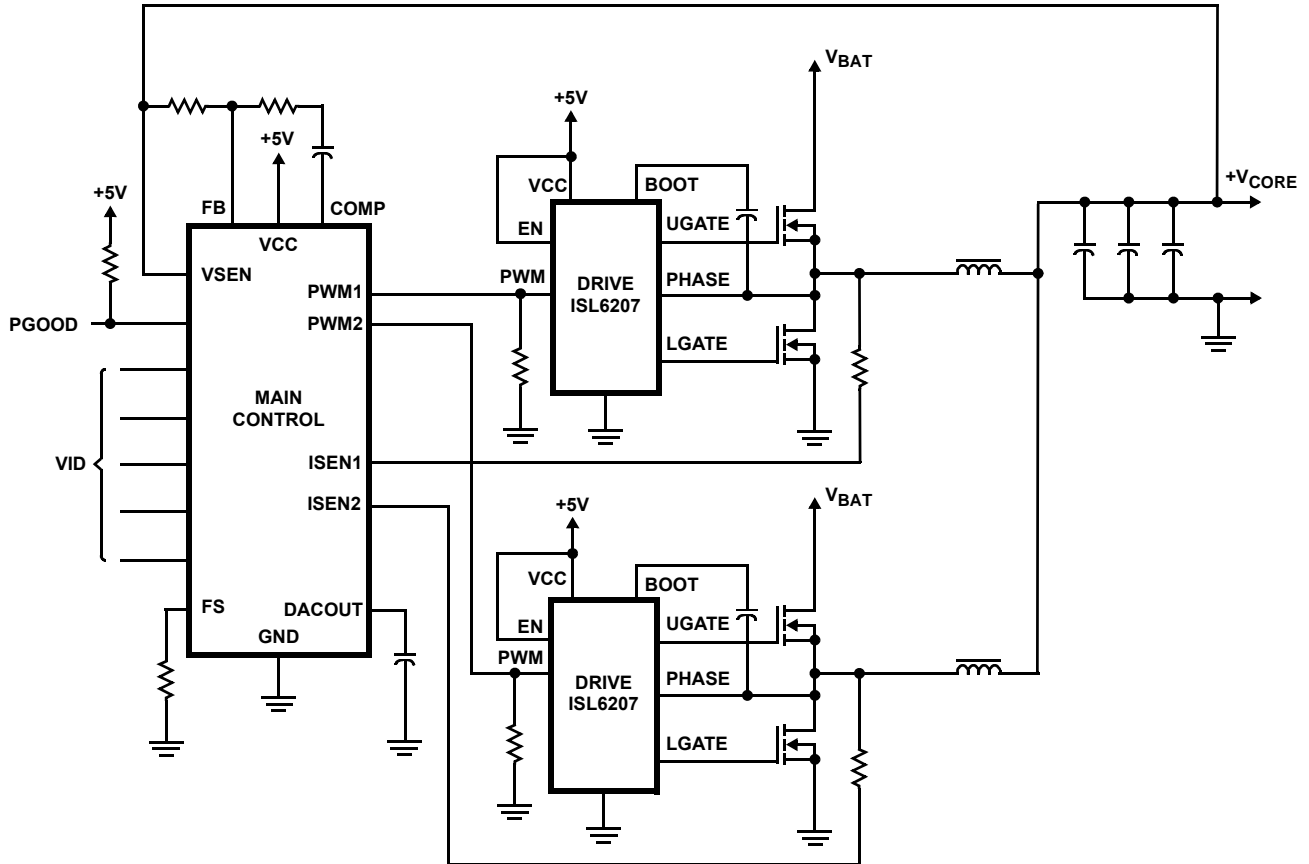 V_BAT
+5V
+5V
+V_CORE
+5V
VCC
BOOT
FB
COMP
VCC
EN
UGATE
VSEN
DRIVE
ISL6207
PWM1
PWM
PHASE
PGOOD
PWM2
LGATE
MAIN
CONTROL
VID
ISEN1
ISEN2
+5V
V_BAT
VCC
BOOT
FS
DACOUT
EN
UGATE
GND
PWM
PHASE
DRIVE
ISL6207
LGATE